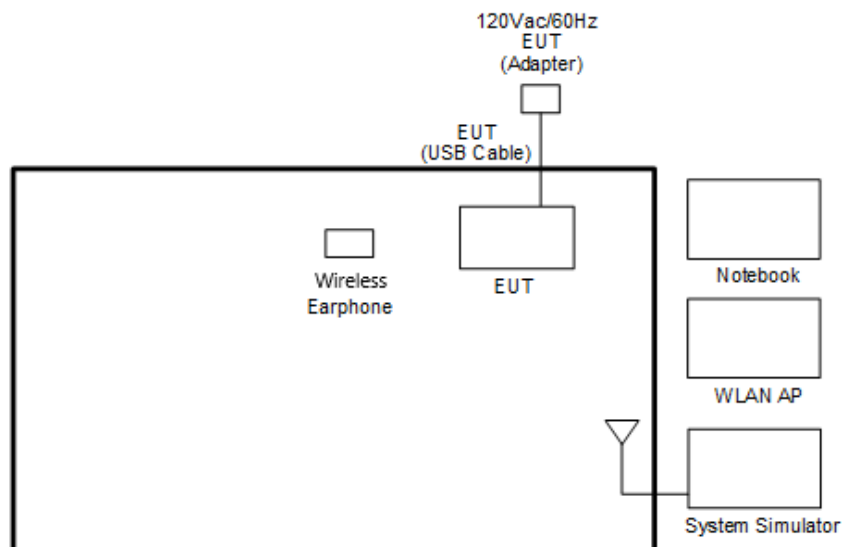 120Vac/60Hz
EUT
(Adapter)
EUT
(USB Cable)
Wireless
Earphone
EUT
Notebook
WLAN AP
System Simulator